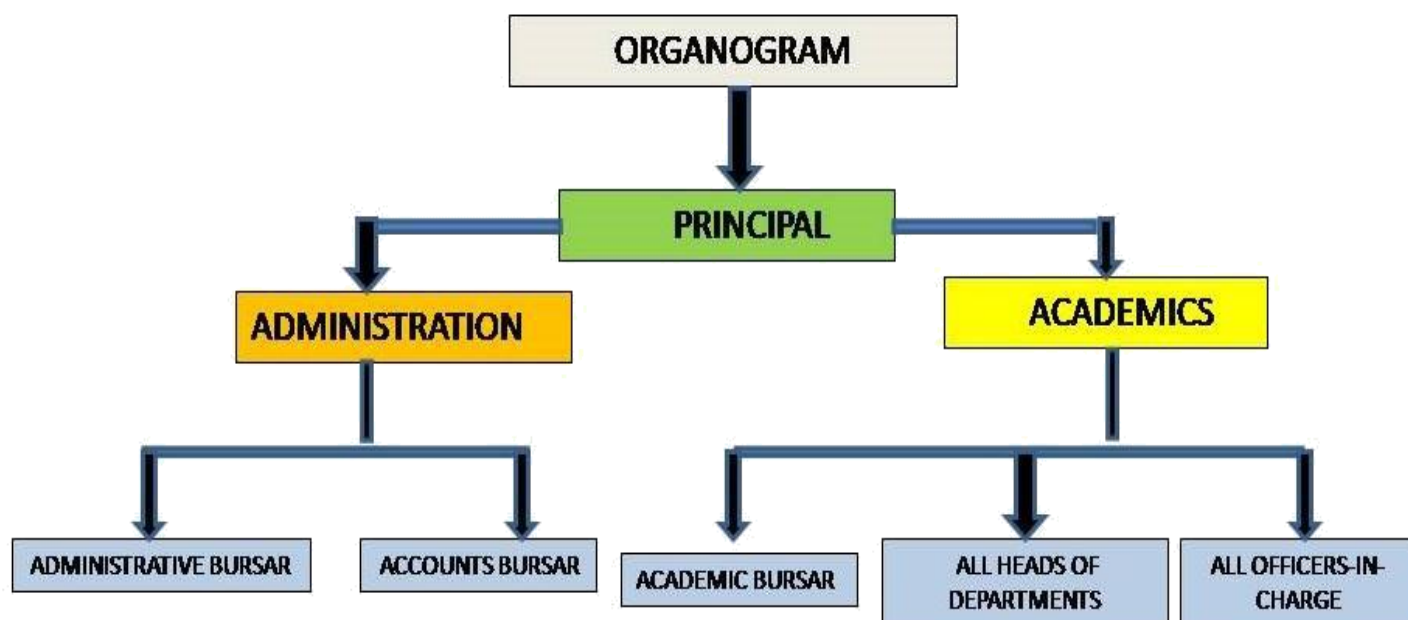 ORGANOGRAM
PRINCIPAL
ADMINISTRATION
ACADEMICS
ADMINISTRATIVE BURSAR
ACCOUNTS BURSAR
ACADEMIC BURSAR
ALL HEADS OF
DEPARTMENTS
ALL OFFICERS-IN-
CHARGE